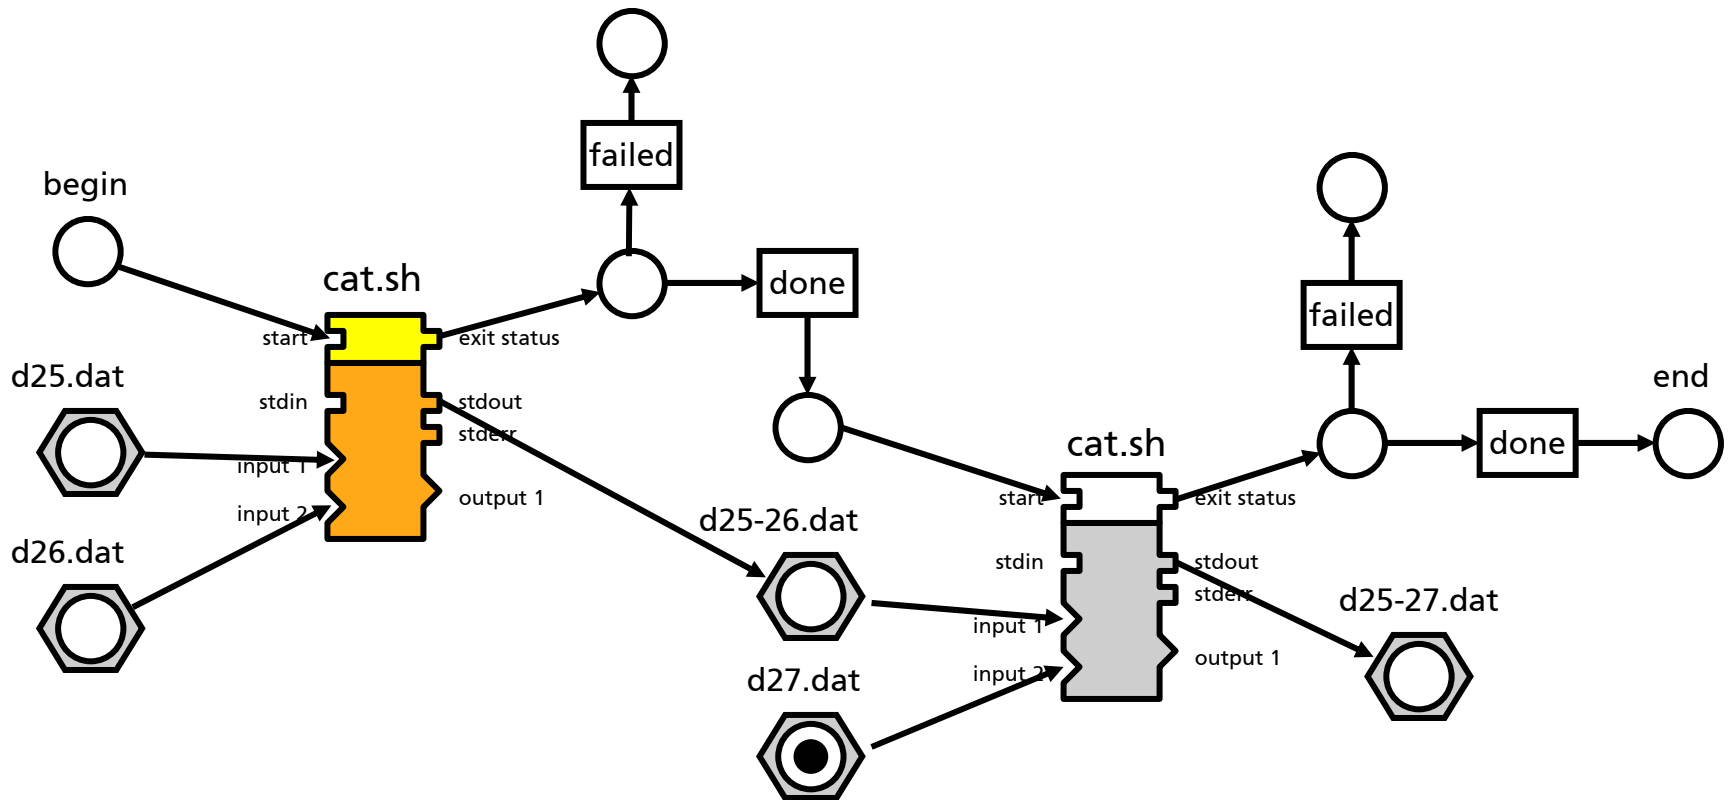 failed
begin
cat.sh
done
start
exit status
failed
d25.dat
end
stdin
stdout
stderr
cat.sh
done
input 1
output 1
start
exit status
input 2
d25-26.dat
d26.dat
stdin
stdout
stderr
d25-27.dat
input 1
output 1
input 2
d27.dat